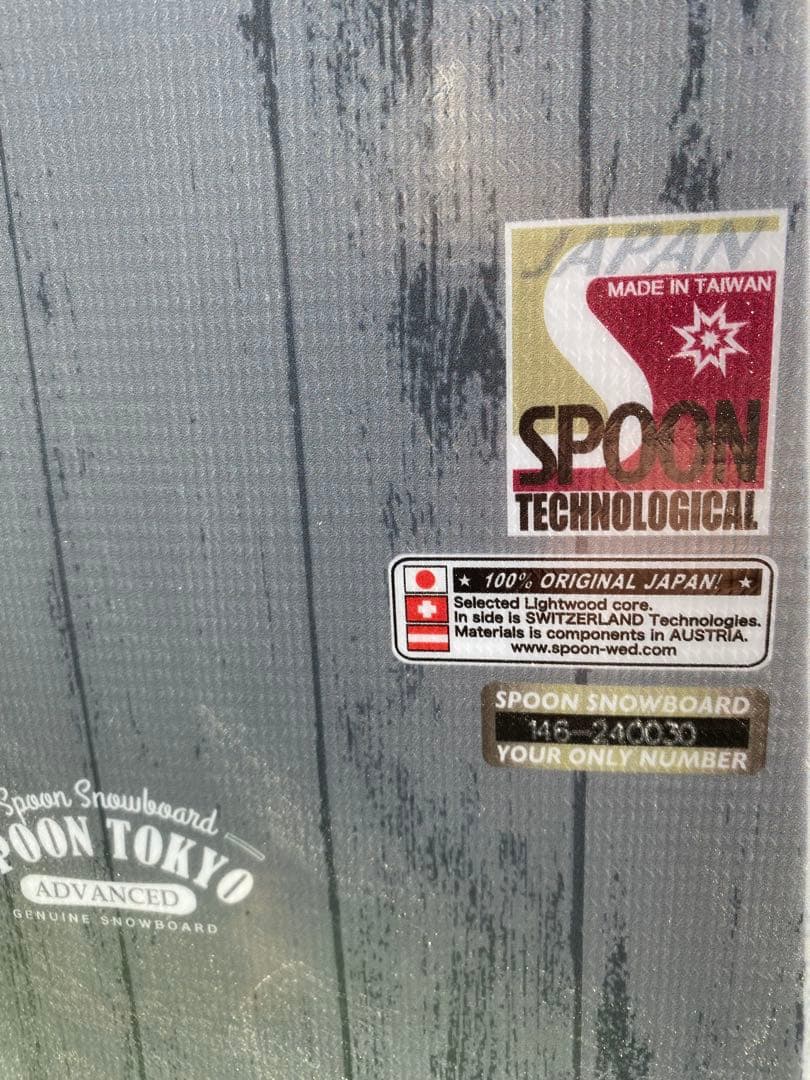 JAPAN
MADE IN TAIWAN
SPOON
TECHNOLOGICAL
★ 100% ORIGINAL JAPAN! ★
Selected Lightwood core.
In side is SWITZERLAND Technologies.
Materials is components in AUSTRIA.
www.spoon-wed.com
SPOON SNOWBOARD
146-240030
YOUR ONLY NUMBER
Spoon Snowboard
POON TOKYO
ADVANCED
GENUINE SNOWBOARD